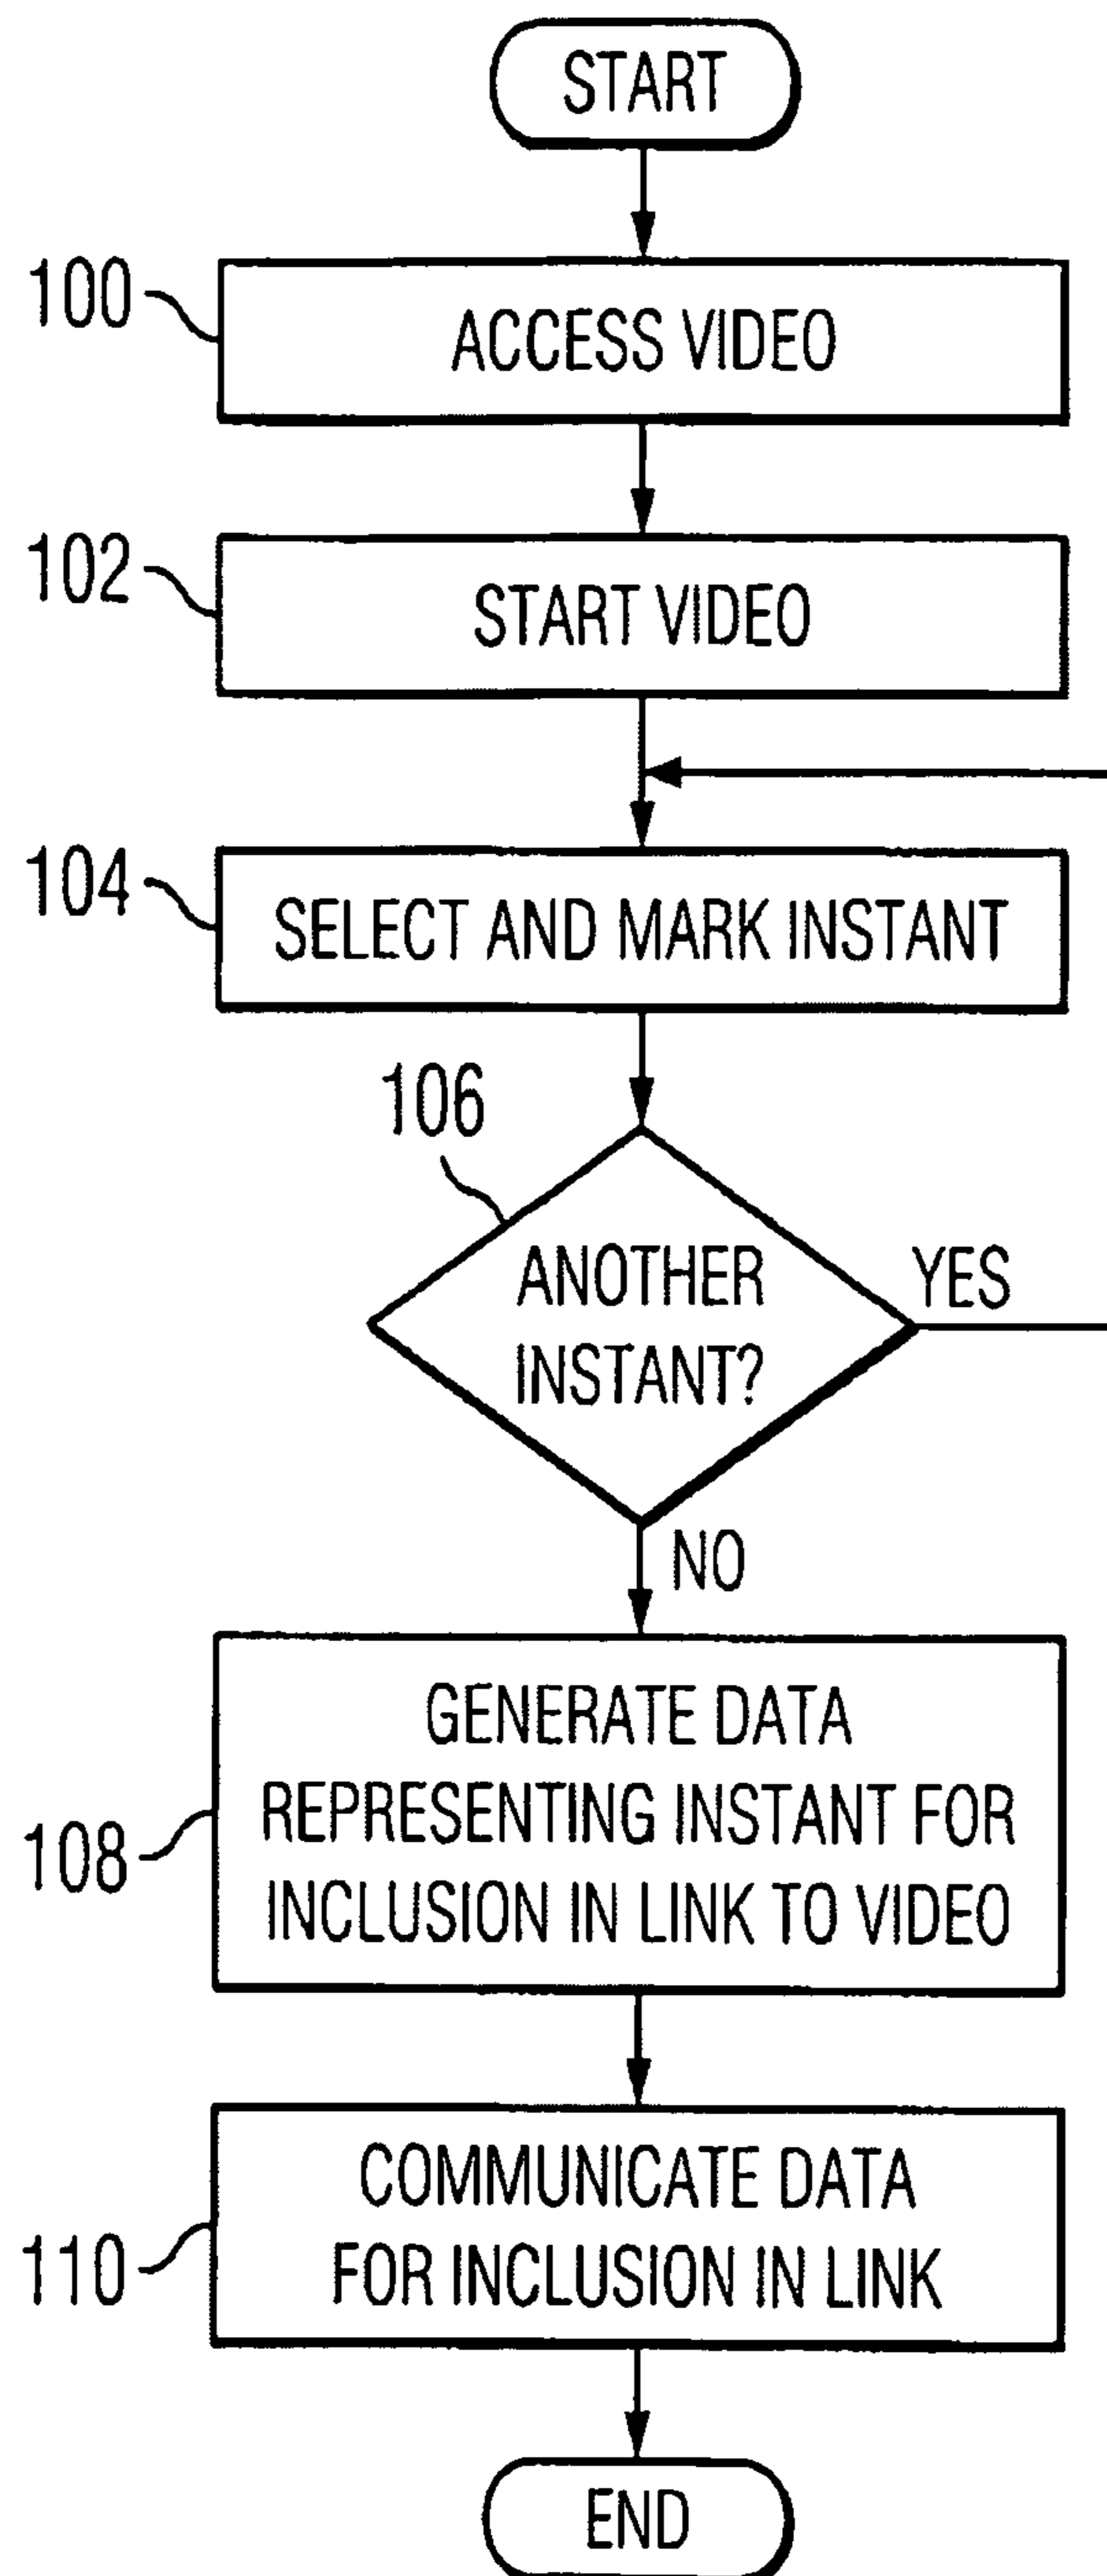 START
100
ACCESS VIDEO
102
START VIDEO
104
SELECT AND MARK INSTANT
106
ANOTHER
INSTANT?
YES
NO
GENERATE DATA
REPRESENTING INSTANT FOR
INCLUSION IN LINK TO VIDEO
108
COMMUNICATE DATA
FOR INCLUSION IN LINK
110
END